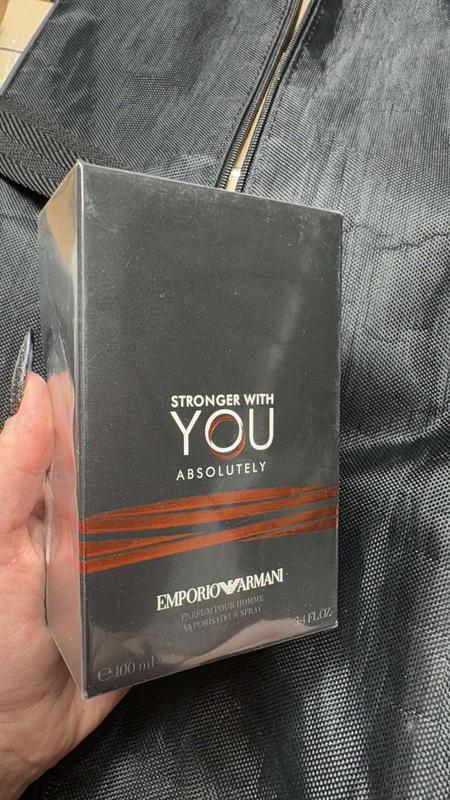 STRONGER WITH
YOU
ABSOLUTELY
EMPORIO ARMANI
PARFUM POUR HOMME
VAPORISATEUR SPRAY
3.4 FL.OZ.
e 100 ml